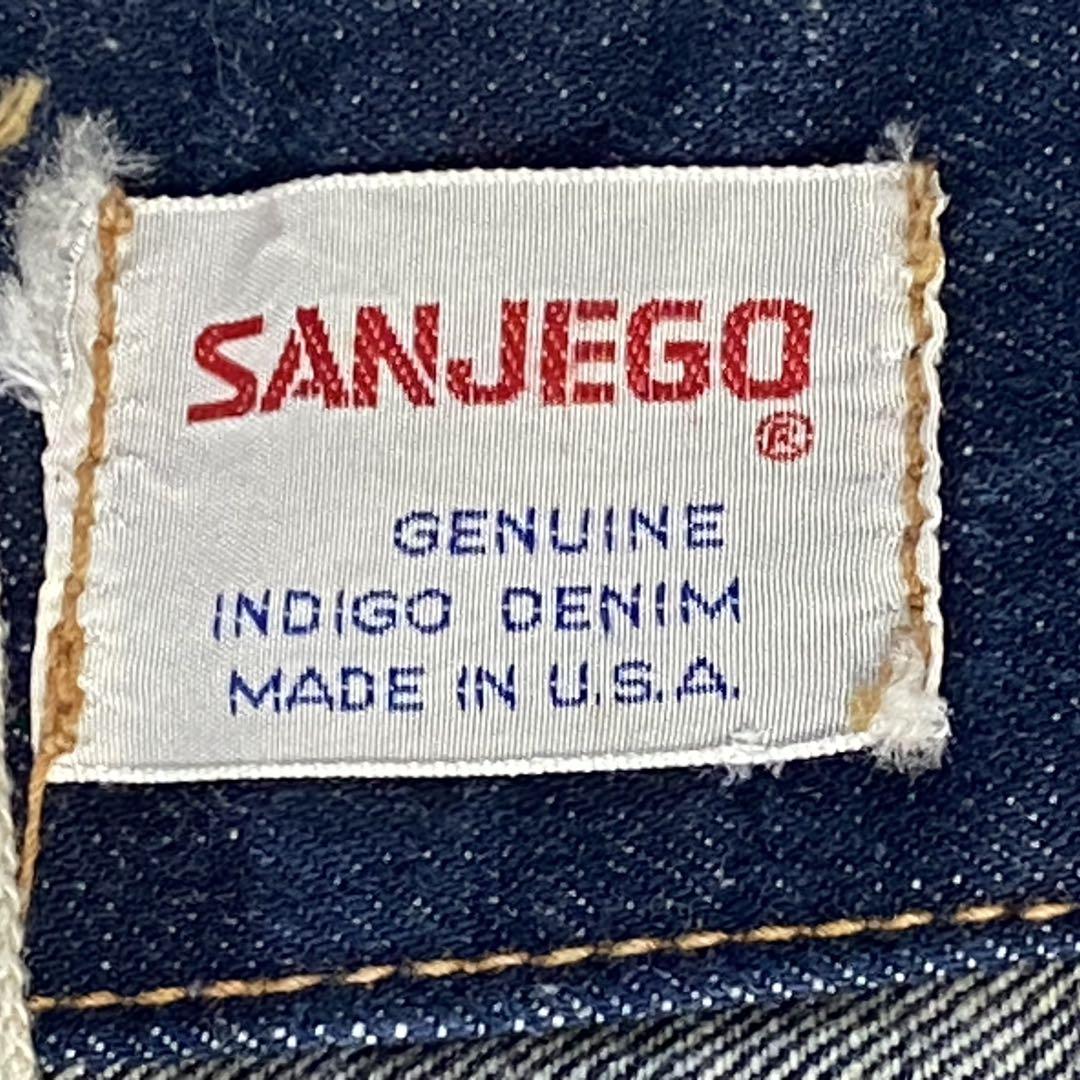 SANJEGO
®
GENUINE
INDIGO DENIM
MADE IN U.S.A.